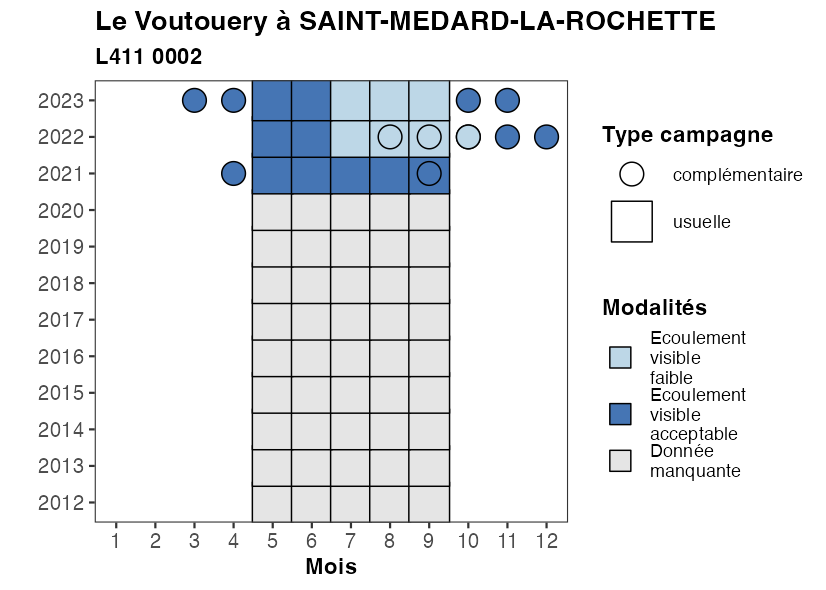 Le Voutouery à SAINT-MEDARD-LA-ROCHETTE
L411 0002
2023
2022
2021
2020
2019
2018
2017
2016
2015
2014
2013
2012
1 2 3 4 5 6 7 8 9 10 11 12
Mois
Type campagne
complémentaire
usuelle
Modalités
Ecoulement
visible
faible
Ecoulement
visible
acceptable
Donnée
manquante